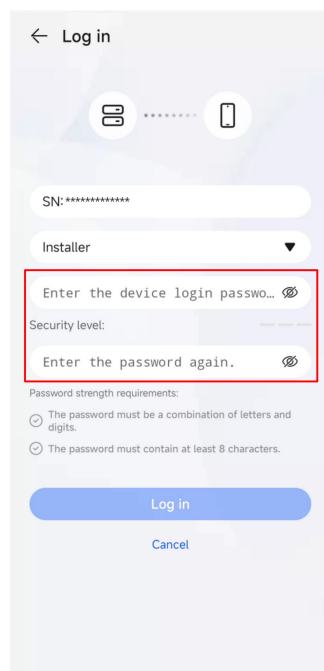 Log in
SN:*************
Installer
Enter the device login passwo...
Security level:
Enter the password again.
Password strength requirements:
The password must be a combination of letters and
digits.
The password must contain at least 8 characters.
Log in
Cancel